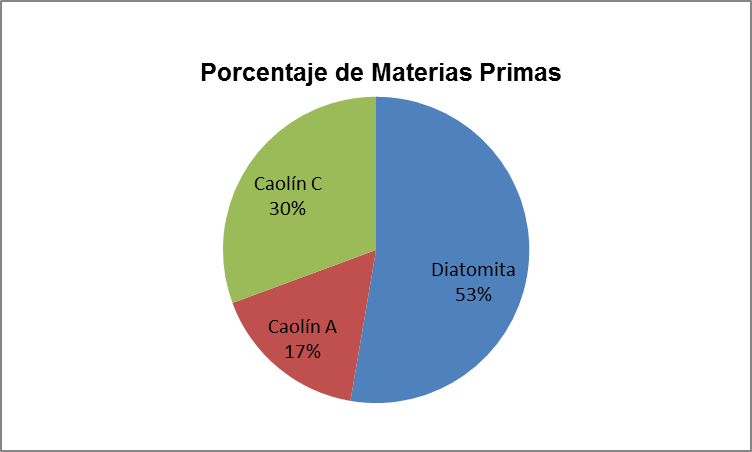 Porcentaje de Materias Primas
Caolín C
30%
Diatomita
53%
Caolín A
17%